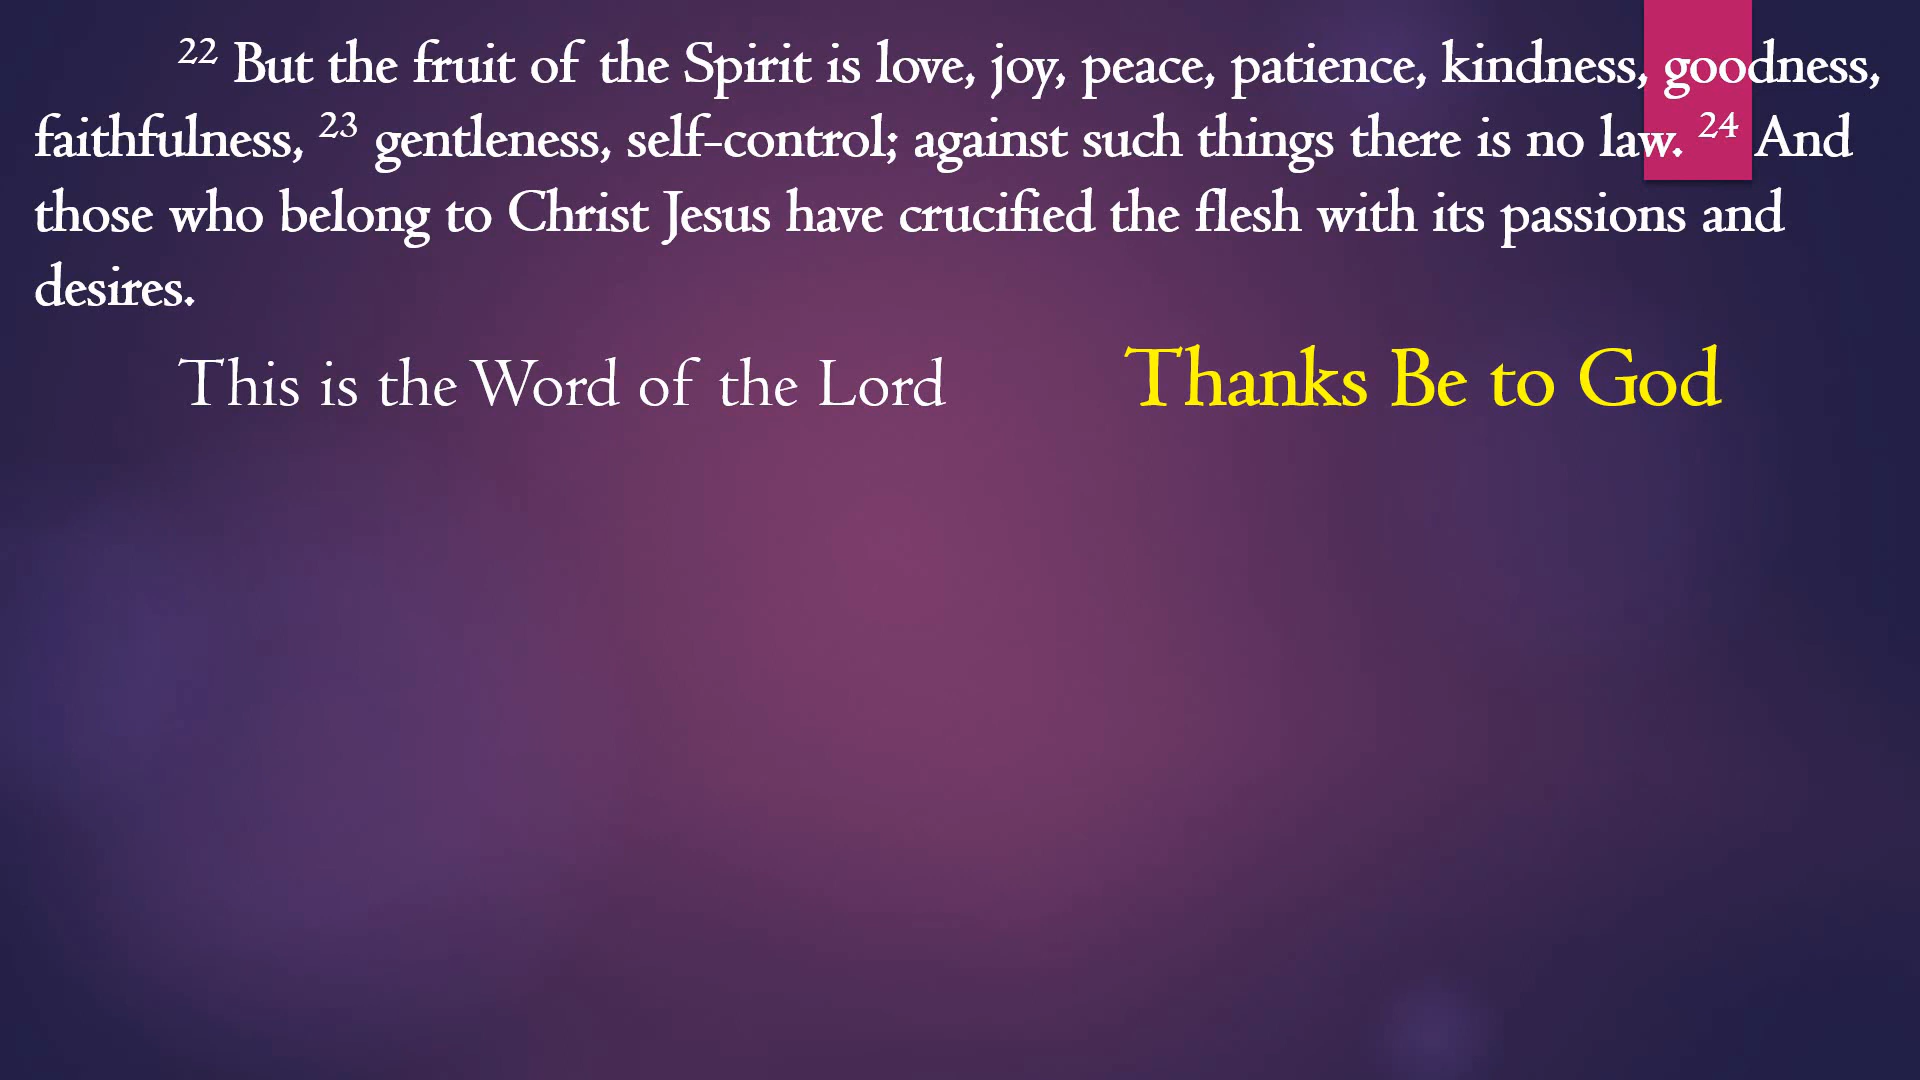 22 But the fruit of the Spirit is love, joy, peace, patience, kindness, goodness,
faithfulness, 23 gentleness, self-control; against such things there is no law. 24 And
those who belong to Christ Jesus have crucified the flesh with its passions and
desires.
This is the Word of the Lord Thanks Be to God